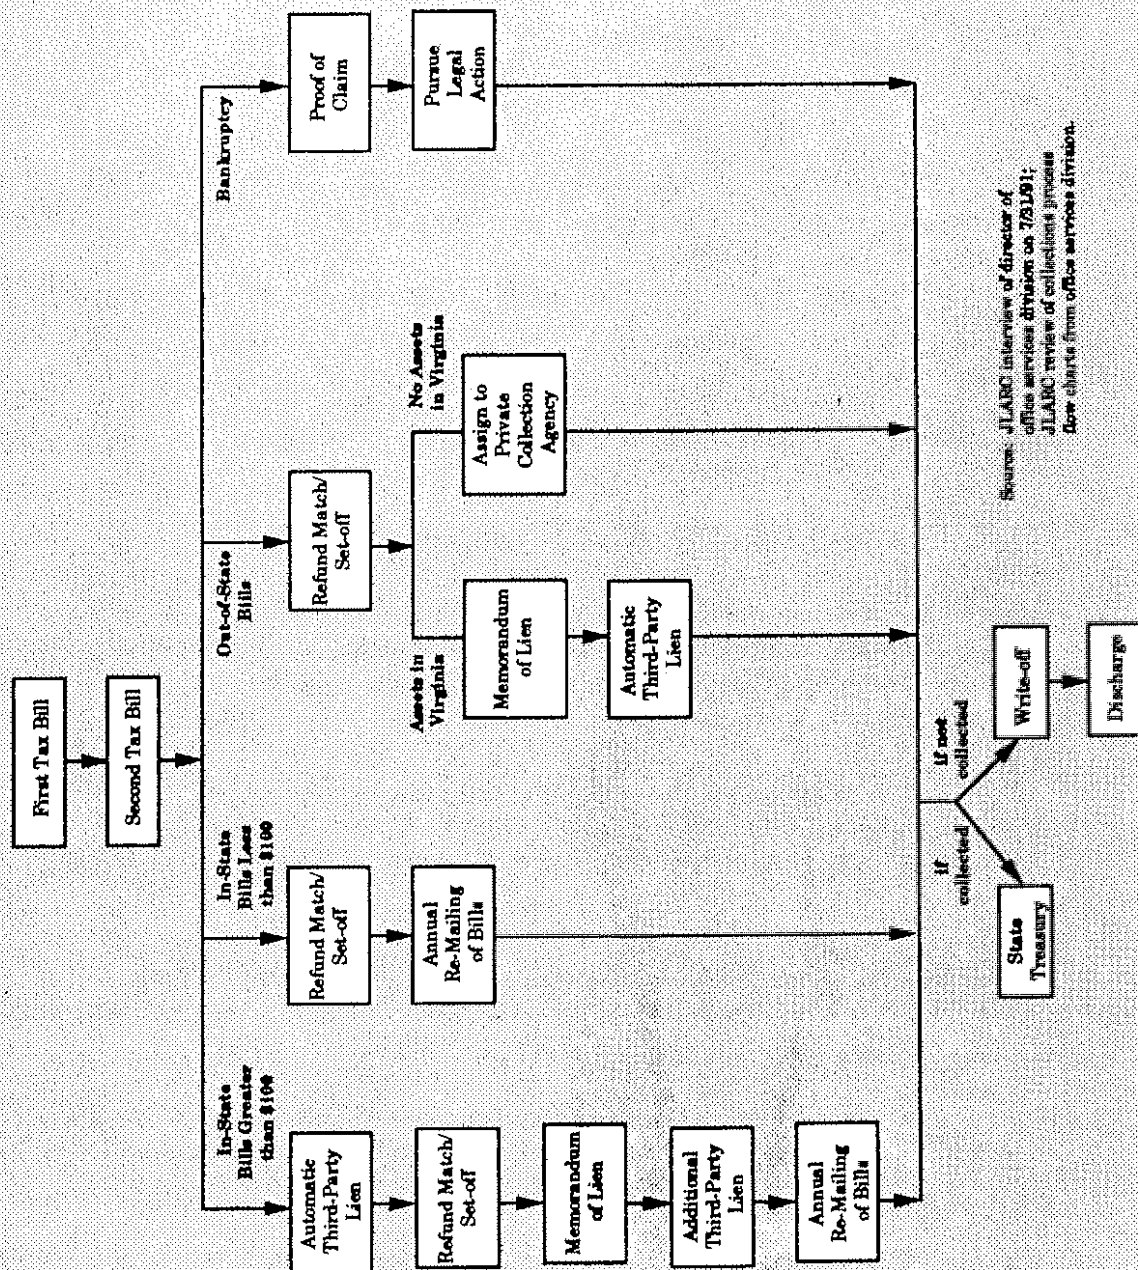 First Tax Bill
Second Tax Bill
In-State
Bills Greater
than $100
In-State
Bills Less
than $100
Out-of-State
Bills
Bankruptcy
Automatic
Third-Party
Lien
Refund Match/
Set-off
Memorandum
of Lien
Additional
Third-Party
Lien
Annual
Re-Mailing
of Bills
Refund Match/
Set-off
Annual
Re-Mailing
of Bills
Refund Match/
Set-off
Assets in
Virginia
No Assets
in Virginia
Memorandum
of Lien
Automatic
Third-Party
Lien
Assign to
Private
Collection
Agency
Proof of
Claim
Pursue
Legal
Action
if
collected
if not
collected
State
Treasury
Write-off
Discharge
Source: JLARC interview of director of
office services division on 7/31/91;
JLARC review of collections process
flow charts from office services division.